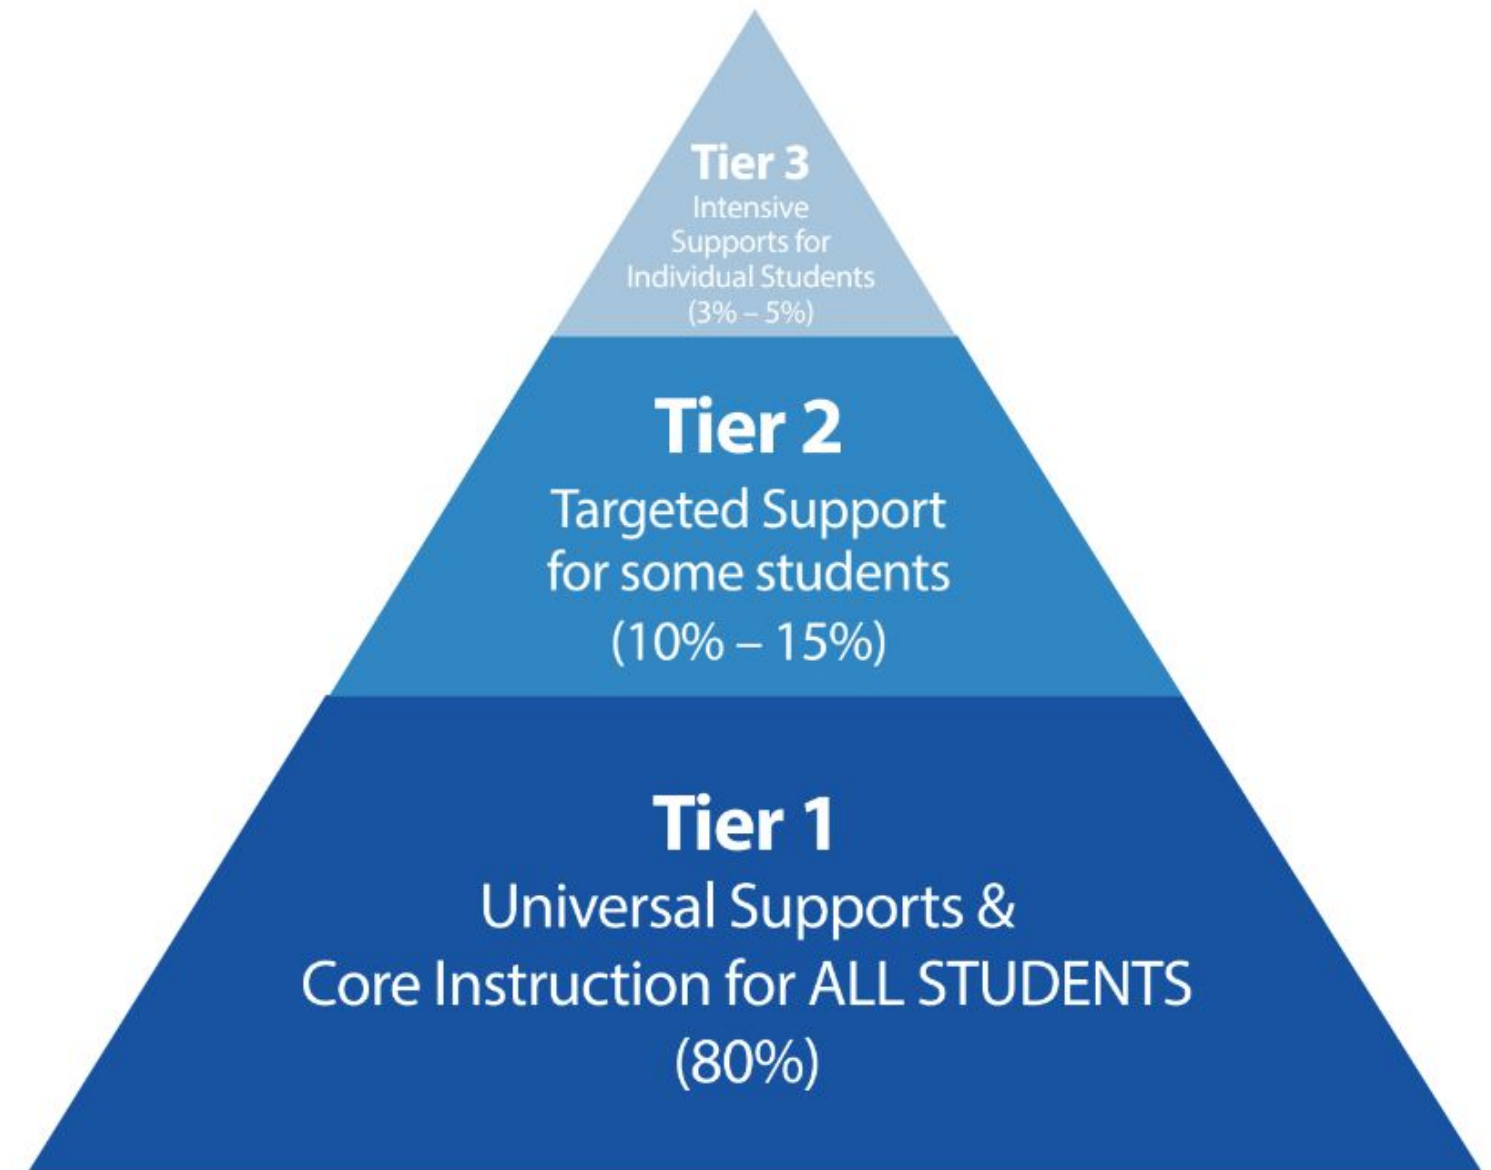 Tier 3
Intensive
Supports for
Individual Students
(3% – 5%)
Tier 2
Targeted Support
for some students
(10% – 15%)
Tier 1
Universal Supports &
Core Instruction for ALL STUDENTS
(80%)